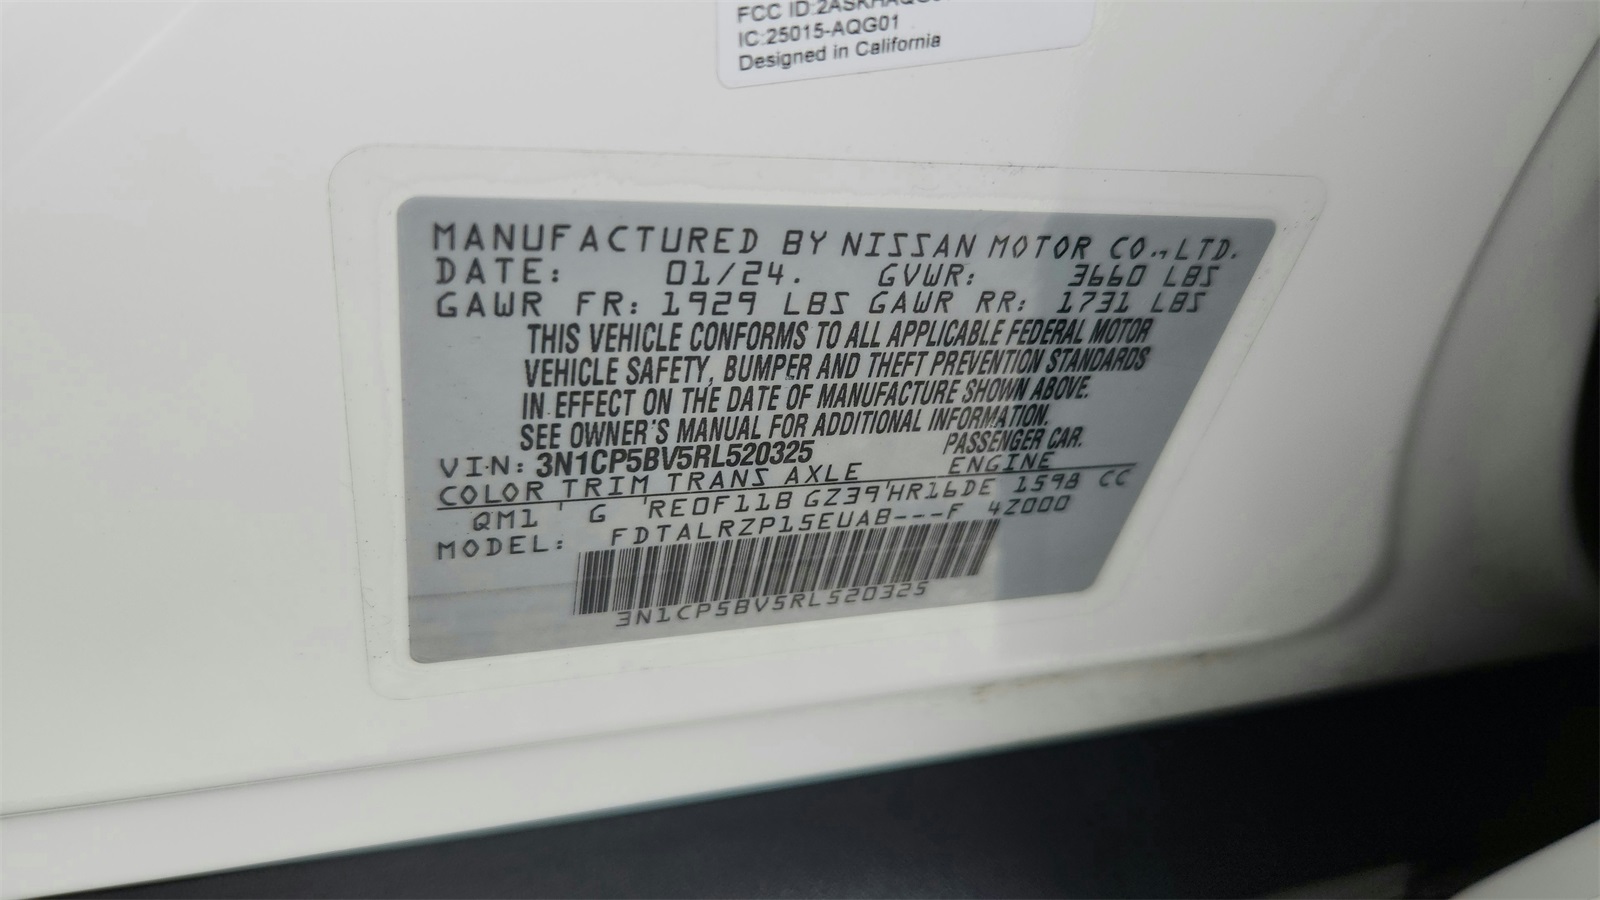 FCC ID:
IC:25015-AQG01
Designed in California
MANUFACTURED BY NISSAN MOTOR CO.,LTD.
DATE: 01/24. GVWR: 3660 LBS
GAWR FR: 1929 LBS GAWR RR: 1731 LBS
THIS VEHICLE CONFORMS TO ALL APPLICABLE FEDERAL MOTOR
VEHICLE SAFETY, BUMPER AND THEFT PREVENTION STANDARDS
IN EFFECT ON THE DATE OF MANUFACTURE SHOWN ABOVE.
SEE OWNER'S MANUAL FOR ADDITIONAL INFORMATION.
VIN: 3N1CP5BV5RL520325 PASSENGER CAR.
COLOR TRIM TRANS AXLE ENGINE
QM1 ' G 'RE0F11B GZ39'HR16DE 1598 CC
MODEL: FDTALRZP15EUAB---F 4Z000
3N1CP5BV5RL520325